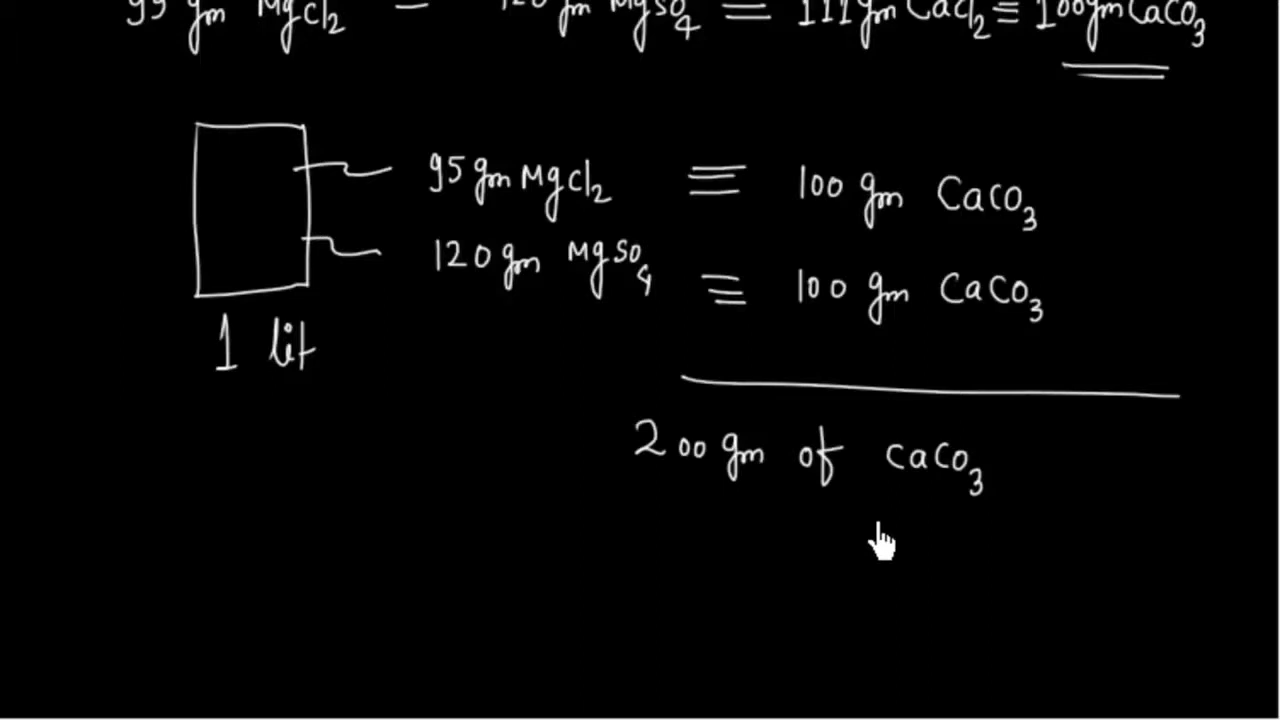 95 gm MgCl2 = 120 gm MgSO4 = 111 gm CaCl2 ≡ 100 gm CaCO3
95 gm MgCl2 ≡ 100 gm CaCO3
120 gm MgSO4 ≡ 100 gm CaCO3
1 lit
200 gm of CaCO3